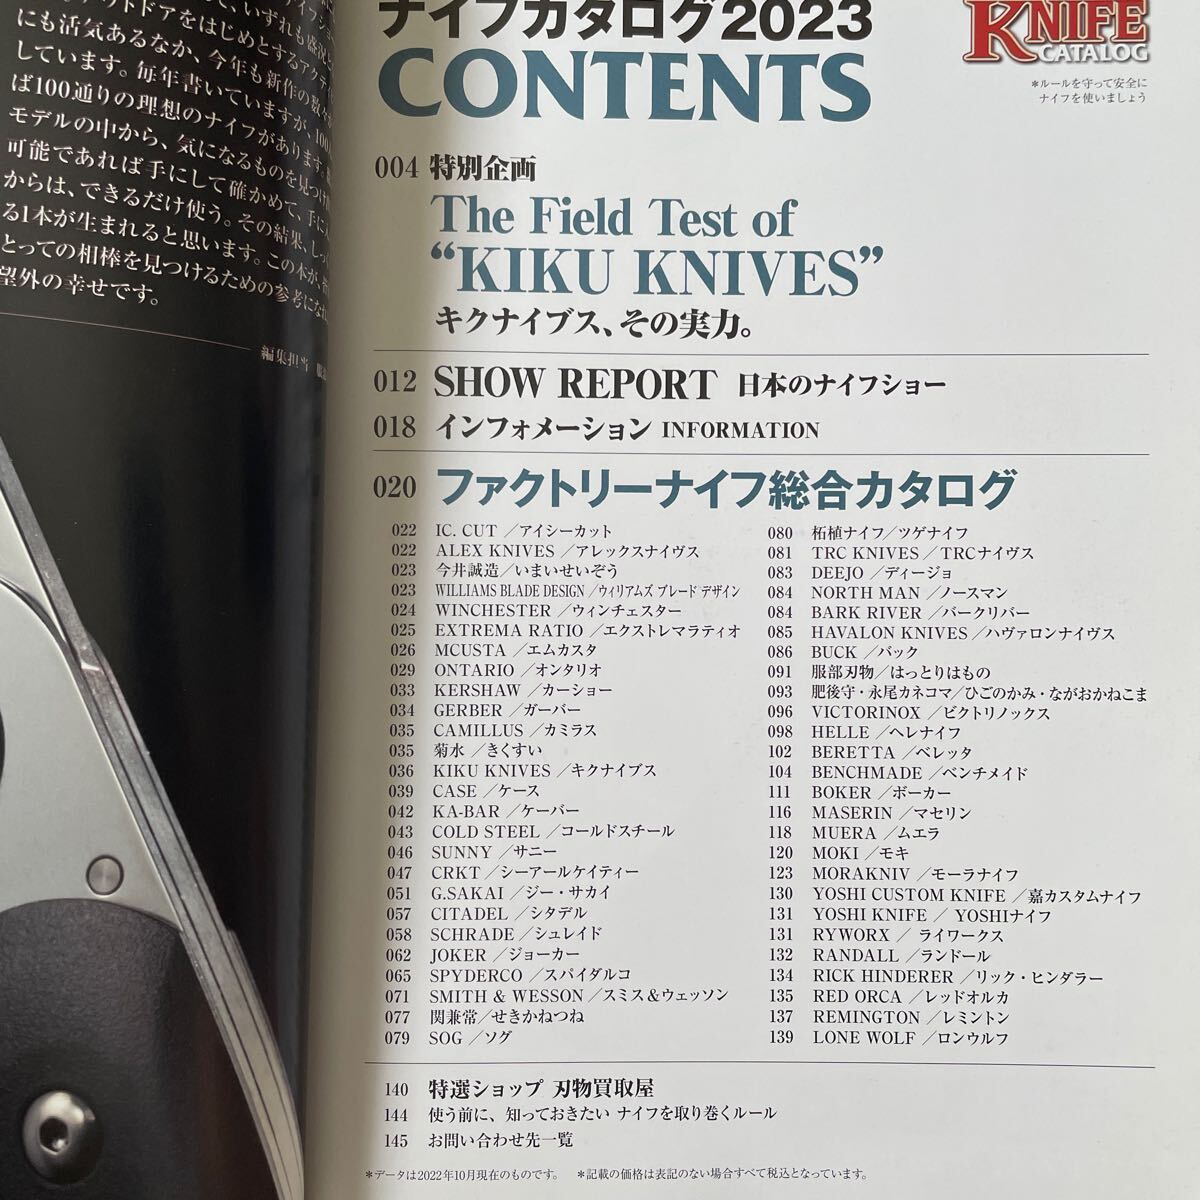 にも活気あるなか、今年も新作の数々が
しています。毎年書いていますが、100人
ば100通りの理想のナイフがあります。
モデルの中から、気になるものを見つけ
可能であれば手にして確かめて、手に
からは、できるだけ使う。その結果、しっ
る1本が生まれると思います。この本が、
とっての相棒を見つけるための参考になれ
望外の幸せです。
編集担当
ナイフカタログ2023
CONTENTS
KNIFE
CATALOG
*ルールを守って安全に
ナイフを使いましょう
004 特別企画
The Field Test of
“KIKU KNIVES”
キクナイブス、その実力。
012 SHOW REPORT 日本のナイフショー
018 インフォメーション INFORMATION
020 ファクトリーナイフ総合カタログ
022 IC. CUT／アイシーカット
022 ALEX KNIVES／アレックスナイヴス
023 今井誠造／いまいせいぞう
023 WILLIAMS BLADE DESIGN／ウィリアムズ ブレード デザイン
024 WINCHESTER／ウィンチェスター
025 EXTREMA RATIO／エクストレマラティオ
026 MCUSTA／エムカスタ
029 ONTARIO／オンタリオ
033 KERSHAW／カーショー
034 GERBER／ガーバー
035 CAMILLUS／カミラス
035 菊水／きくすい
036 KIKU KNIVES／キクナイブス
039 CASE／ケース
042 KA-BAR／ケーバー
043 COLD STEEL／コールドスチール
046 SUNNY／サニー
047 CRKT／シーアールケイティー
051 G.SAKAI／ジー・サカイ
057 CITADEL／シタデル
058 SCHRADE／シュレイド
062 JOKER／ジョーカー
065 SPYDERCO／スパイダルコ
071 SMITH & WESSON／スミス＆ウェッソン
077 関兼常／せきかねつね
079 SOG／ソグ
080 柘植ナイフ／ツゲナイフ
081 TRC KNIVES／TRCナイヴス
083 DEEJO／ディージョ
084 NORTH MAN／ノースマン
084 BARK RIVER／バークリバー
085 HAVALON KNIVES／ハヴァロンナイヴス
086 BUCK／バック
091 服部刃物／はっとりはもの
093 肥後守・永尾カネコマ／ひごのかみ・ながおかねこま
096 VICTORINOX／ビクトリノックス
098 HELLE／ヘレナイフ
102 BERETTA／ベレッタ
104 BENCHMADE／ベンチメイド
111 BOKER／ボーカー
116 MASERIN／マセリン
118 MUERA／ムエラ
120 MOKI／モキ
123 MORAKNIV／モーラナイフ
130 YOSHI CUSTOM KNIFE／嘉カスタムナイフ
131 YOSHI KNIFE／ YOSHIナイフ
131 RYWORX／ ライワークス
132 RANDALL／ランドール
134 RICK HINDERER／リック・ヒンダラー
135 RED ORCA／レッドオルカ
137 REMINGTON／レミントン
139 LONE WOLF／ロンウルフ
140 特選ショップ 刃物買取屋
144 使う前に、知っておきたい ナイフを取り巻くルール
145 お問い合わせ先一覧
*データは2022年10月現在のものです。 *記載の価格は表記のない場合すべて税込となっています。